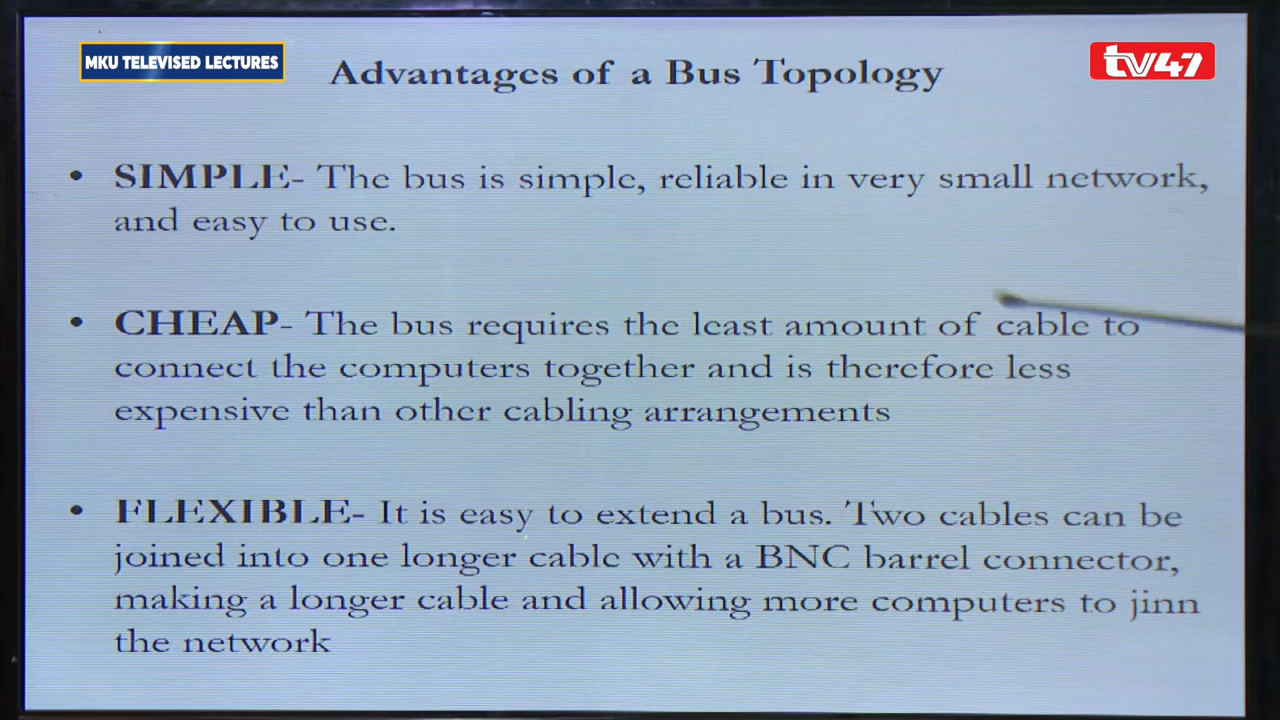 MKU TELEVISED LECTURES
tv47
Advantages of a Bus Topology
• SIMPLE- The bus is simple, reliable in very small network,
and easy to use.
• CHEAP- The bus requires the least amount of cable to
connect the computers together and is therefore less
expensive than other cabling arrangements
• FLEXIBLE- It is easy to extend a bus. Two cables can be
joined into one longer cable with a BNC barrel connector,
making a longer cable and allowing more computers to jinn
the network